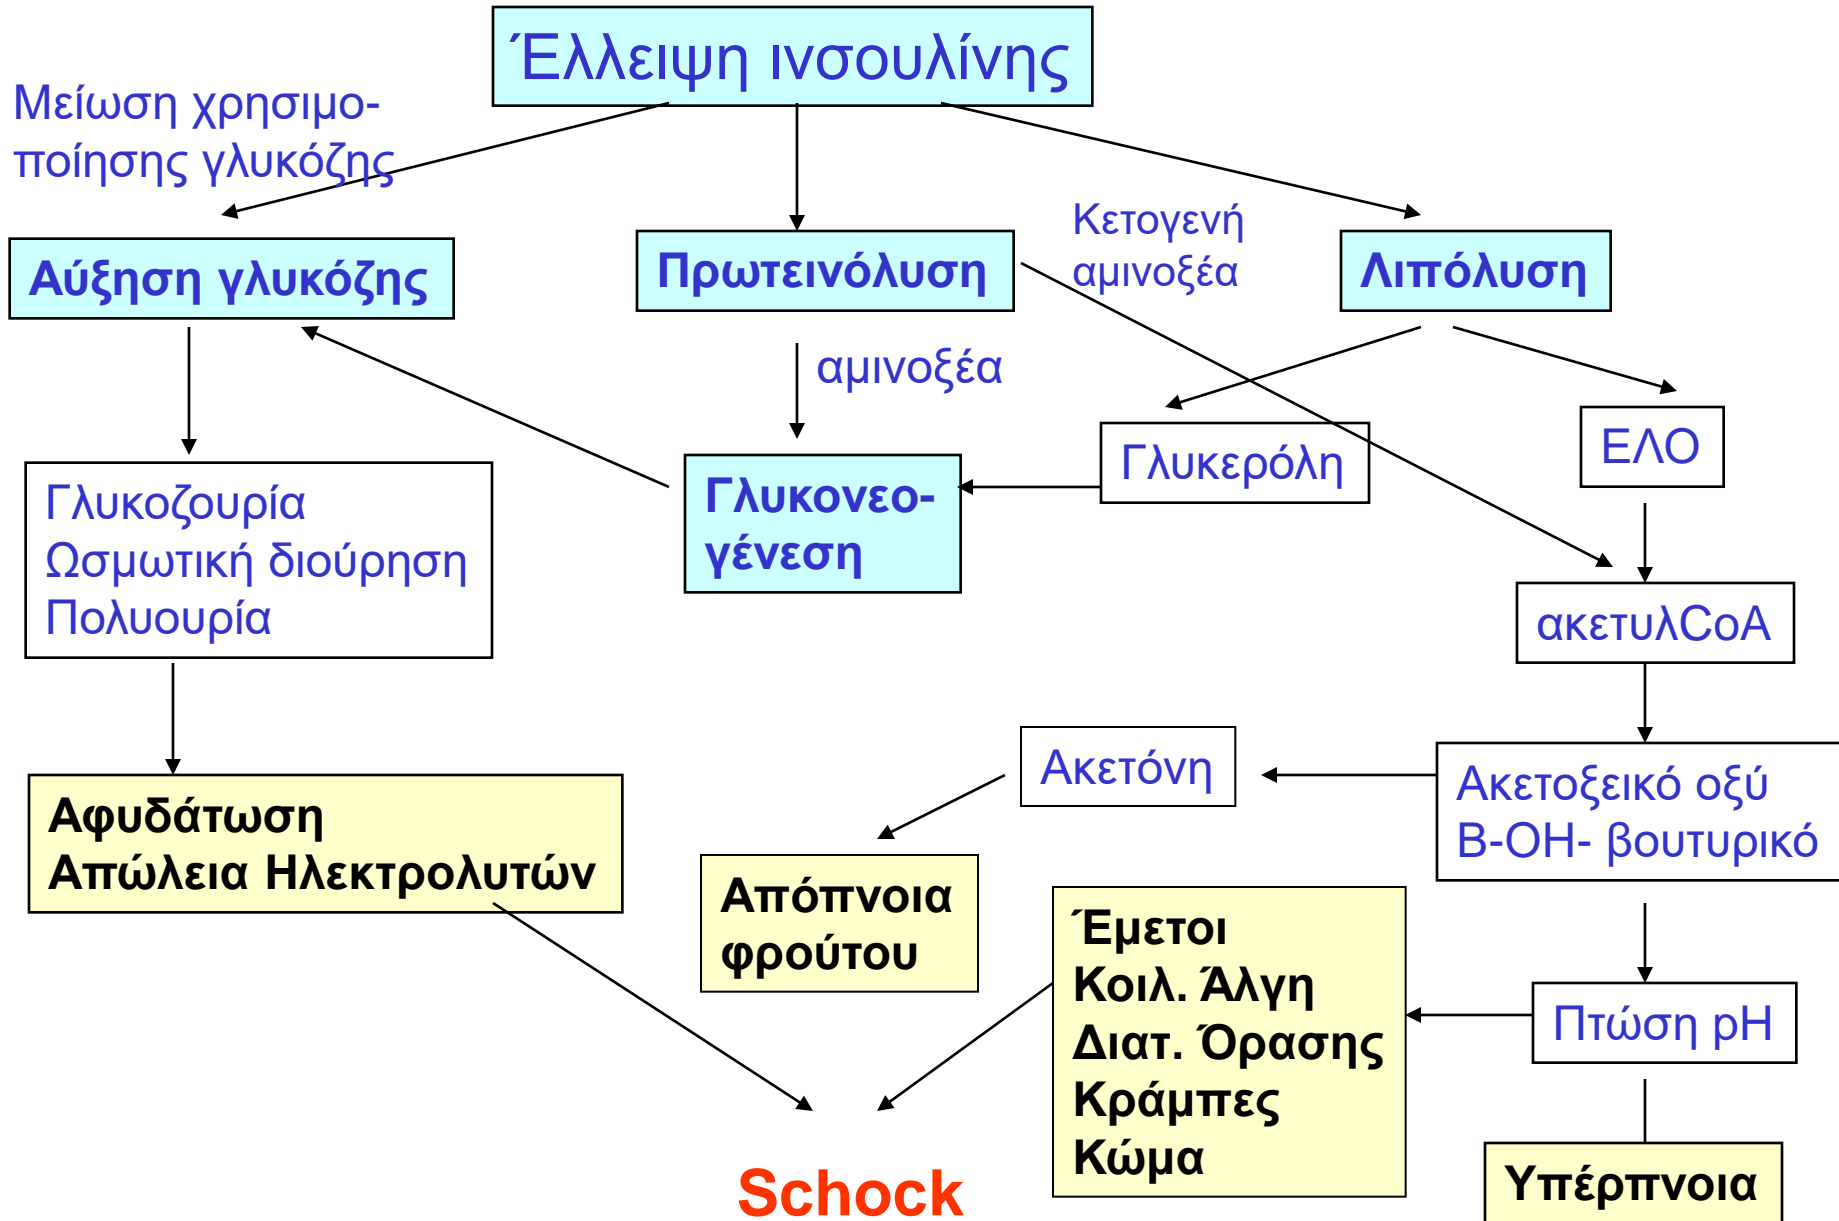 Έλλειψη ινσουλίνης
Μείωση χρησιμο-
ποίησης γλυκόζης
Κετογενή
αμινοξέα
Αύξηση γλυκόζης
Πρωτεινόλυση
Λιπόλυση
αμινοξέα
Γλυκερόλη
ΕΛΟ
Γλυκονεο-
γένεση
Γλυκοζουρία
Ωσμωτική διούρηση
Πολυουρία
ακετυλCoA
Ακετόνη
Ακετοξεικό οξύ
Β-ΟΗ- βουτυρικό
Αφυδάτωση
Απώλεια Ηλεκτρολυτών
Απόπνοια
φρούτου
Έμετοι
Κοιλ. Άλγη
Διατ. Όρασης
Κράμπες
Κώμα
Πτώση pH
Υπέρπνοια
Schock